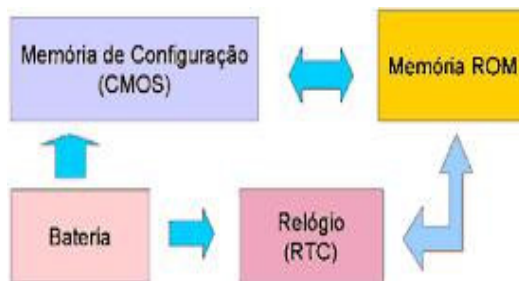 Memória de Configuração
(CMOS)
Memória ROM
Bateria
Relógio
(RTC)